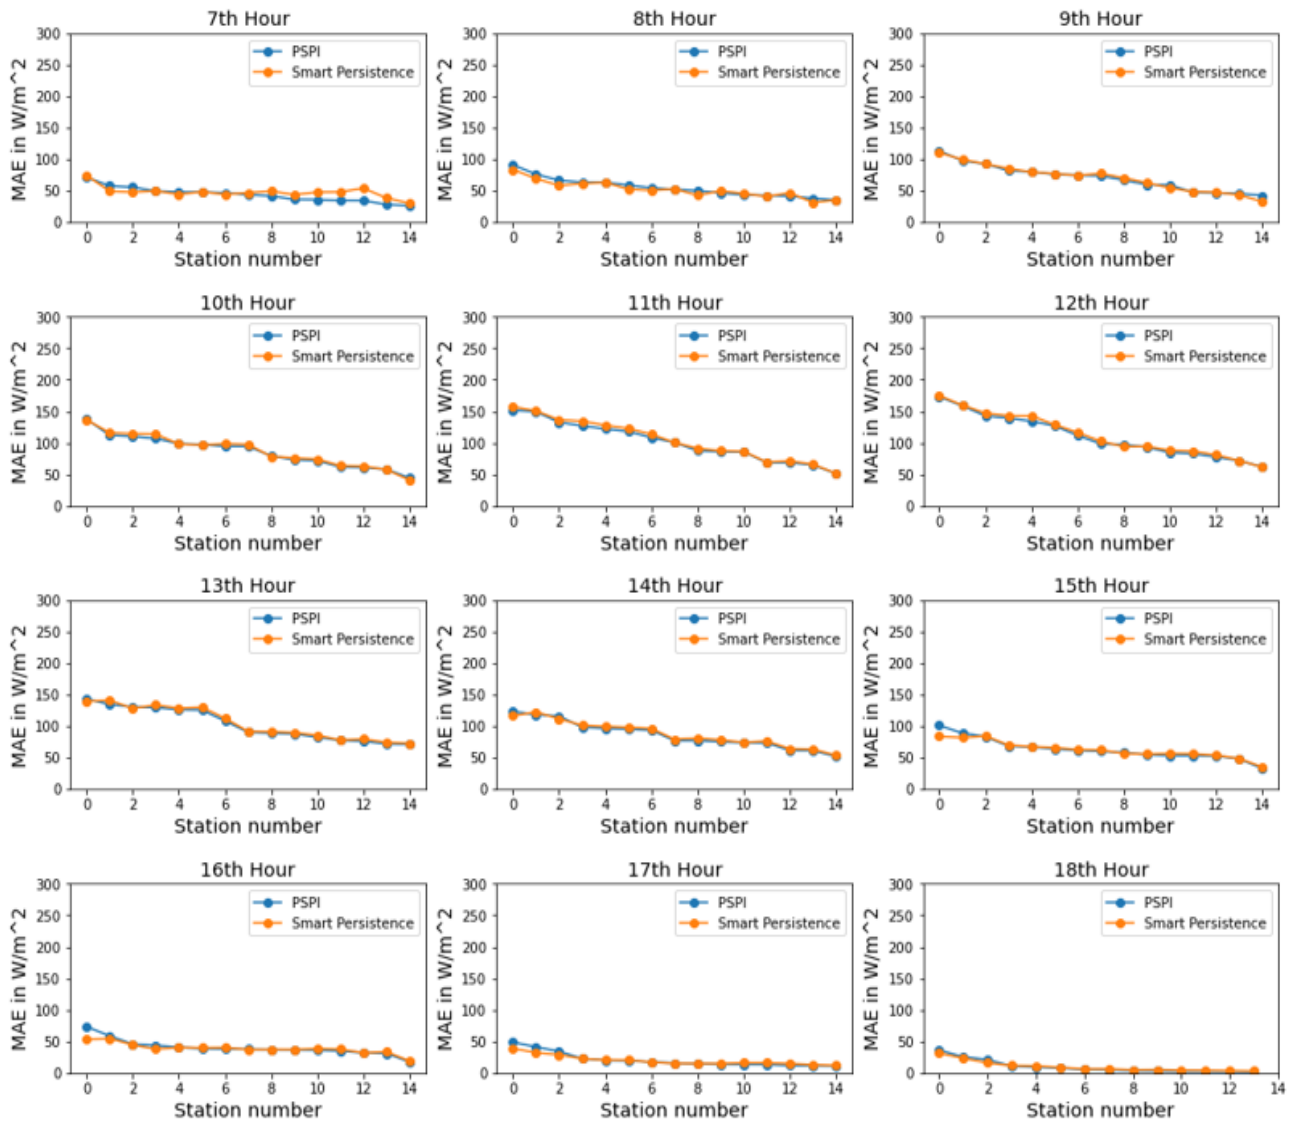 7th Hour
300
250
200
150
100
50
0
MAE in W/m^2
PSPI
Smart Persistence
0 2 4 6 8 10 12 14
Station number
8th Hour
300
250
200
150
100
50
0
MAE in W/m^2
PSPI
Smart Persistence
0 2 4 6 8 10 12 14
Station number
9th Hour
300
250
200
150
100
50
0
MAE in W/m^2
PSPI
Smart Persistence
0 2 4 6 8 10 12 14
Station number
10th Hour
300
250
200
150
100
50
0
MAE in W/m^2
PSPI
Smart Persistence
0 2 4 6 8 10 12 14
Station number
11th Hour
300
250
200
150
100
50
0
MAE in W/m^2
PSPI
Smart Persistence
0 2 4 6 8 10 12 14
Station number
12th Hour
300
250
200
150
100
50
0
MAE in W/m^2
PSPI
Smart Persistence
0 2 4 6 8 10 12 14
Station number
13th Hour
300
250
200
150
100
50
0
MAE in W/m^2
PSPI
Smart Persistence
0 2 4 6 8 10 12 14
Station number
14th Hour
300
250
200
150
100
50
0
MAE in W/m^2
PSPI
Smart Persistence
0 2 4 6 8 10 12 14
Station number
15th Hour
300
250
200
150
100
50
0
MAE in W/m^2
PSPI
Smart Persistence
0 2 4 6 8 10 12 14
Station number
16th Hour
300
250
200
150
100
50
0
MAE in W/m^2
PSPI
Smart Persistence
0 2 4 6 8 10 12 14
Station number
17th Hour
300
250
200
150
100
50
0
MAE in W/m^2
PSPI
Smart Persistence
0 2 4 6 8 10 12 14
Station number
18th Hour
300
250
200
150
100
50
0
MAE in W/m^2
PSPI
Smart Persistence
0 2 4 6 8 10 12 14
Station number